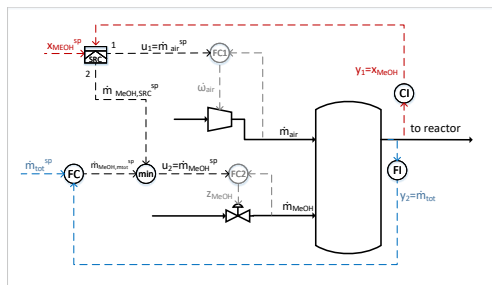 x_MEOH^sp
1
u₁=ṁ_air^sp
FC1
SRC
2
y₁=x_MeOH
ṁ_MeOH,SRC^sp
ω̇_air
CI
to reactor
ṁ_air
ṁ_tot^sp
FC
ṁ_MeOH,mtot^sp
min
u₂=ṁ_MeOH^sp
FC2
FI
z_MeOH
y₂=ṁ_tot
ṁ_MeOH